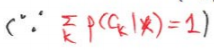 (∵ Σ_k p(C_k|x) = 1)